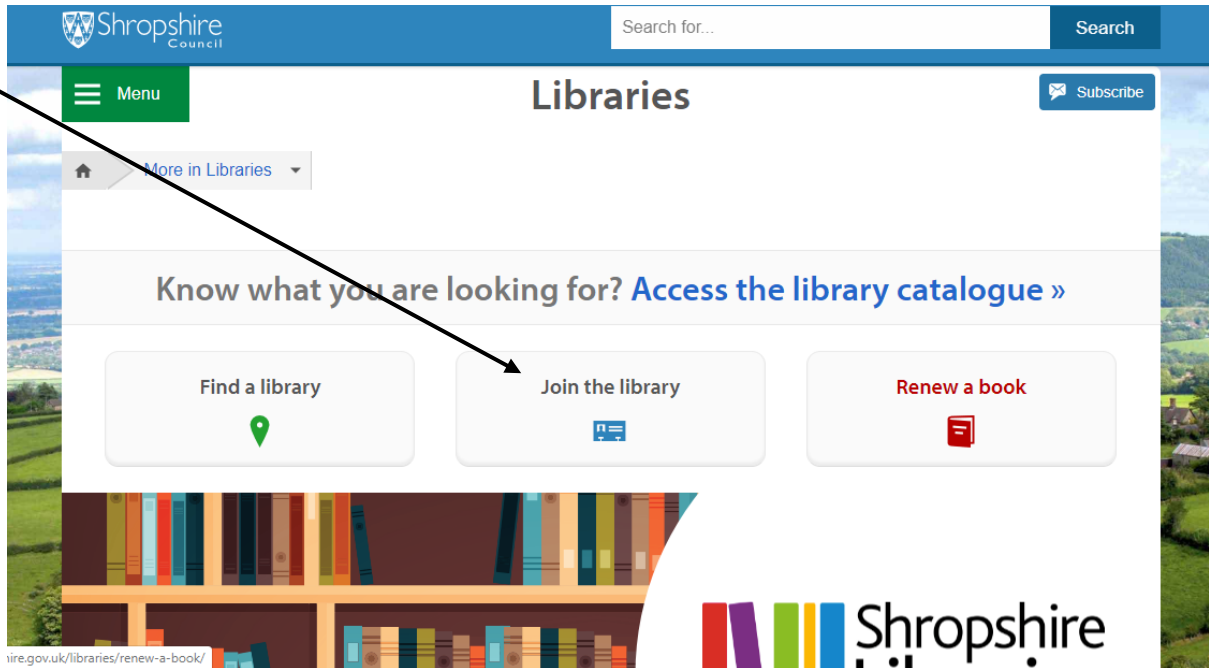 Shropshire
Council
Search for...
Search
Menu
Libraries
Subscribe
More in Libraries
Know what you are looking for? Access the library catalogue »
Find a library
Join the library
Renew a book
Shropshire
hire.gov.uk/libraries/renew-a-book/